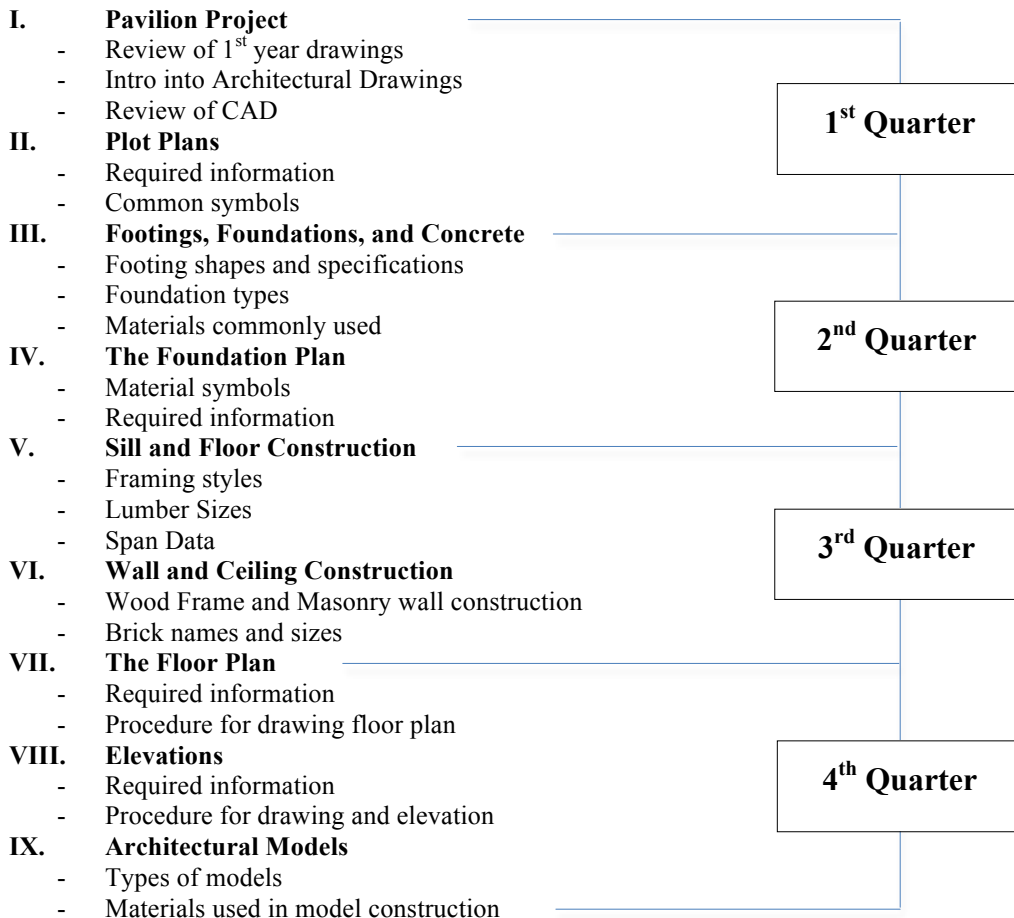 I. Pavilion Project
- Review of 1st year drawings
- Intro into Architectural Drawings
- Review of CAD
1st Quarter
II. Plot Plans
- Required information
- Common symbols
III. Footings, Foundations, and Concrete
- Footing shapes and specifications
- Foundation types
- Materials commonly used
2nd Quarter
IV. The Foundation Plan
- Material symbols
- Required information
V. Sill and Floor Construction
- Framing styles
- Lumber Sizes
- Span Data
3rd Quarter
VI. Wall and Ceiling Construction
- Wood Frame and Masonry wall construction
- Brick names and sizes
VII. The Floor Plan
- Required information
- Procedure for drawing floor plan
VIII. Elevations
- Required information
4th Quarter
- Procedure for drawing and elevation
IX. Architectural Models
- Types of models
- Materials used in model construction